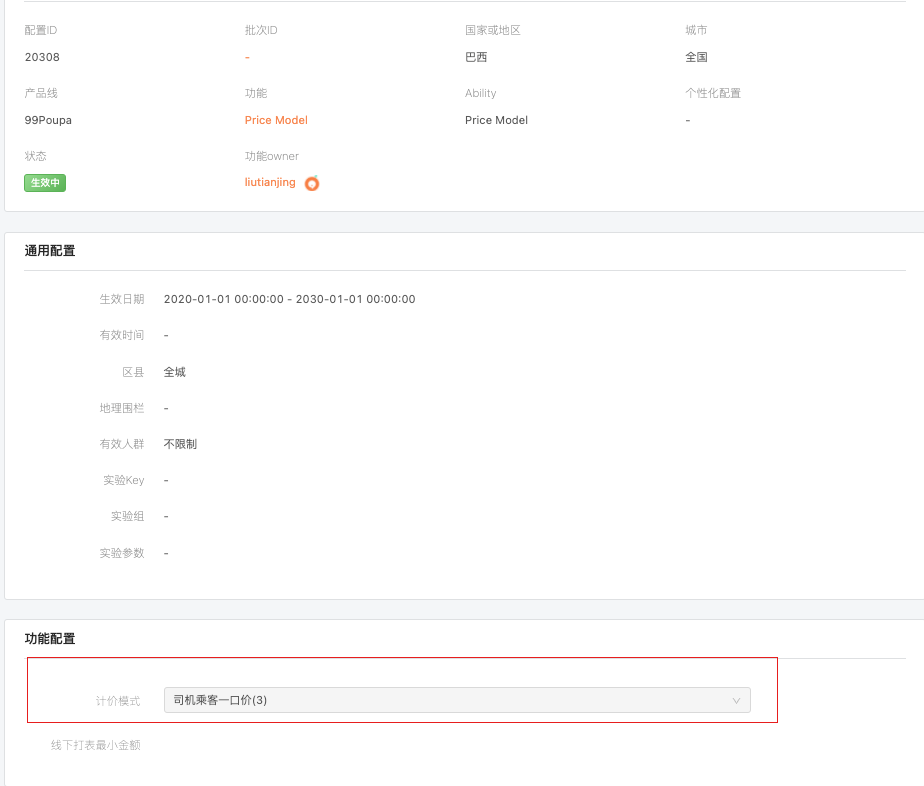 配置ID 批次ID 国家或地区 城市
20308 - 巴西 全国
产品线 功能 Ability 个性化配置
99Poupa Price Model Price Model -
状态 功能owner
生效中 liutianjing
通用配置
生效日期 2020-01-01 00:00:00 - 2030-01-01 00:00:00
有效时间 -
区县 全城
地理围栏 -
有效人群 不限制
实验Key -
实验组 -
实验参数 -
功能配置
计价模式 司机乘客一口价(3)
线下打表最小金额